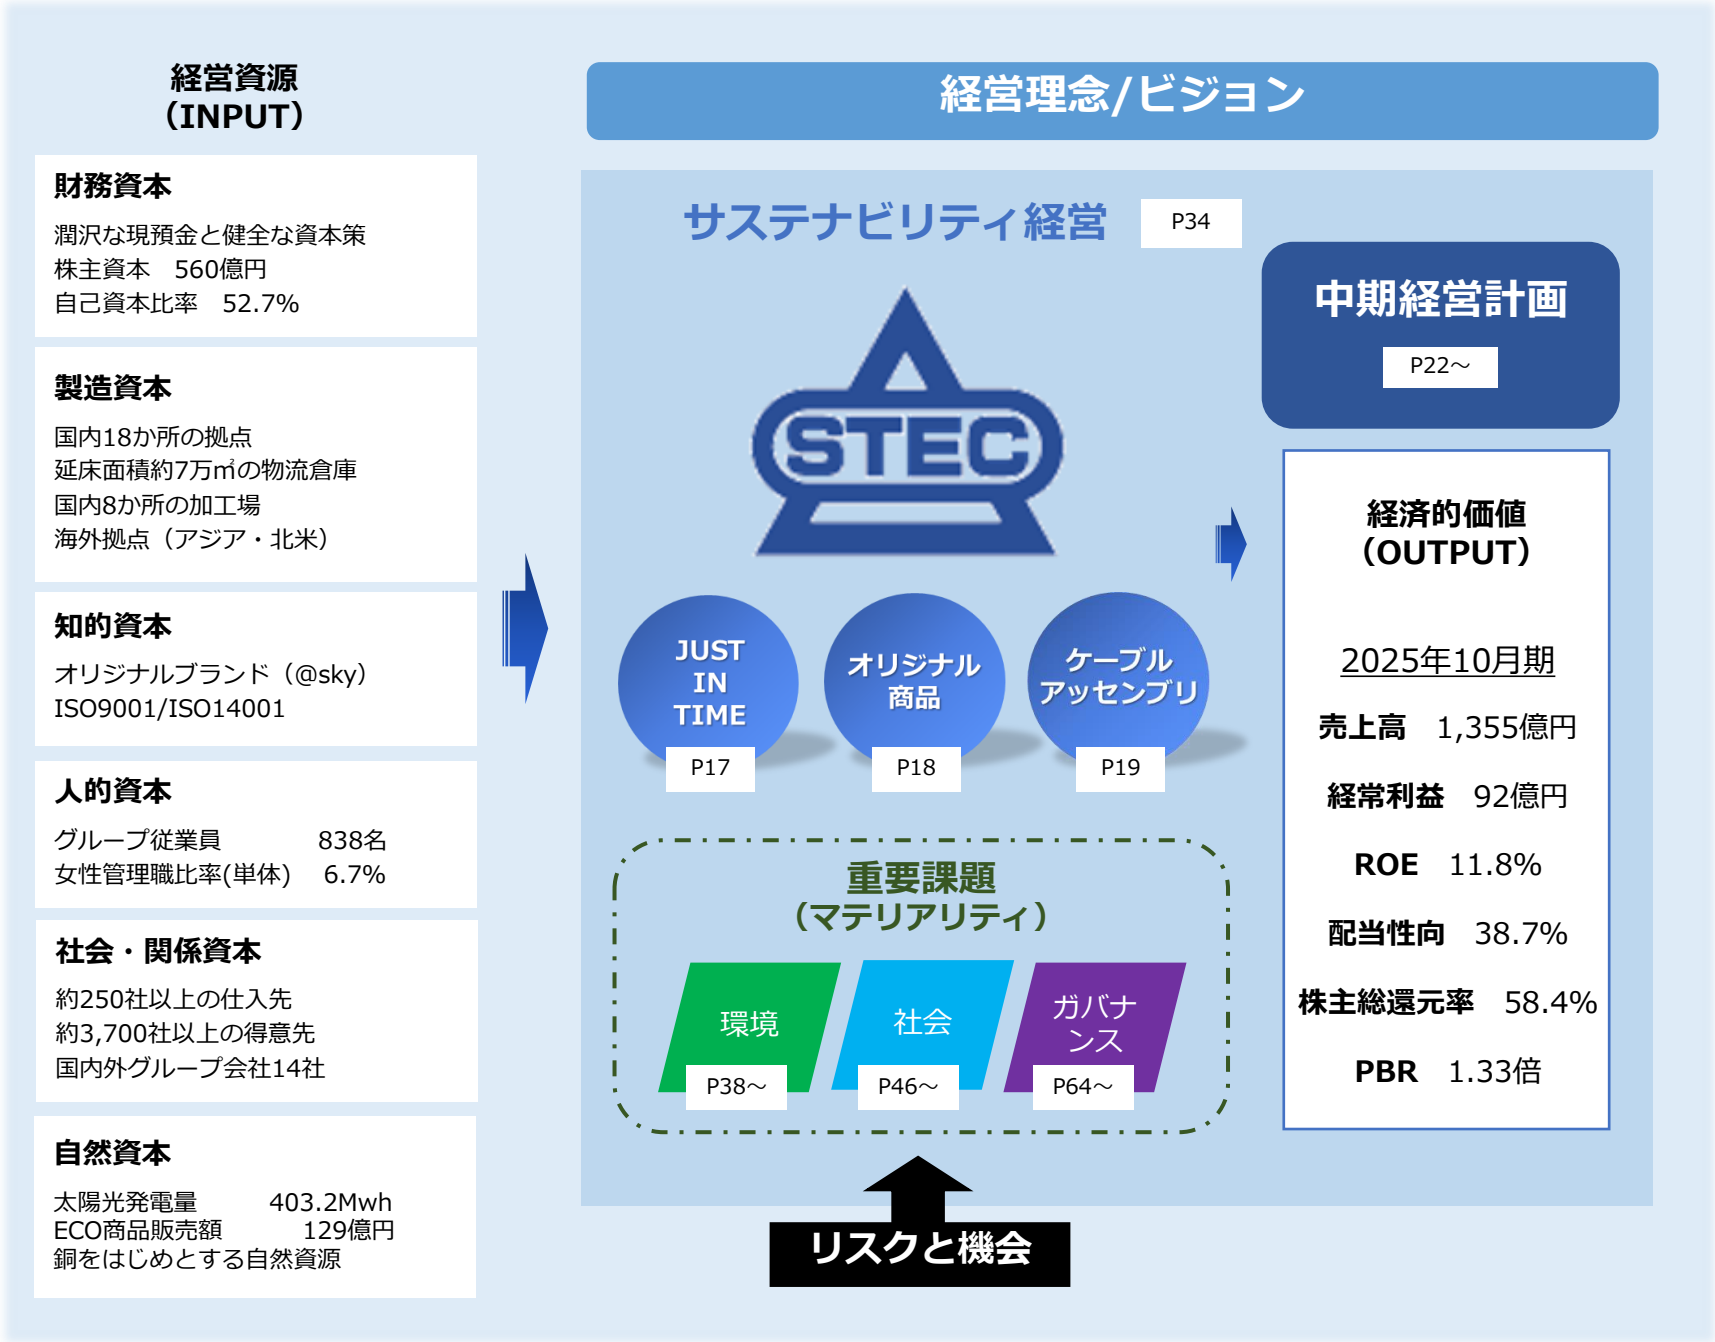 経営資源
（INPUT）
財務資本
潤沢な現預金と健全な資本策
株主資本　560億円
自己資本比率　52.7%
製造資本
国内18か所の拠点
延床面積約7万㎡の物流倉庫
国内8か所の加工場
海外拠点（アジア・北米）
知的資本
オリジナルブランド（@sky）
ISO9001/ISO14001
人的資本
グループ従業員　838名
女性管理職比率(単体)　6.7%
社会・関係資本
約250社以上の仕入先
約3,700社以上の得意先
国内外グループ会社14社
自然資本
太陽光発電量　403.2Mwh
ECO商品販売額　129億円
銅をはじめとする自然資源
経営理念/ビジョン
サステナビリティ経営　P34
STEC
JUST
IN
TIME
P17
オリジナル
商品
P18
ケーブル
アッセンブリ
P19
重要課題
（マテリアリティ）
環境
P38～
社会
P46～
ガバナ
ンス
P64～
リスクと機会
中期経営計画
P22～
経済的価値
（OUTPUT）
2025年10月期
売上高　1,355億円
経常利益　92億円
ROE　11.8%
配当性向　38.7%
株主総還元率　58.4%
PBR　1.33倍